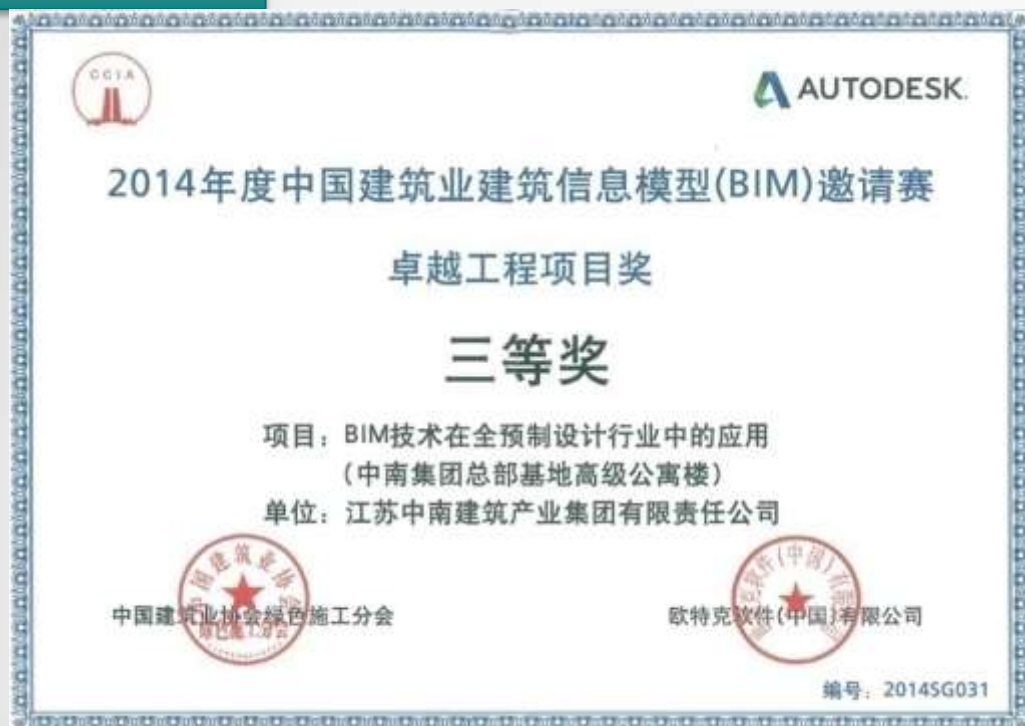 CCIA
AUTODESK.
2014年度中国建筑业建筑信息模型(BIM)邀请赛
卓越工程项目奖
三等奖
项目：BIM技术在全预制设计行业中的应用
（中南集团总部基地高级公寓楼）
单位：江苏中南建筑产业集团有限责任公司
中国建筑业协会绿色施工分会
欧特克软件(中国)有限公司
编号：2014SG031